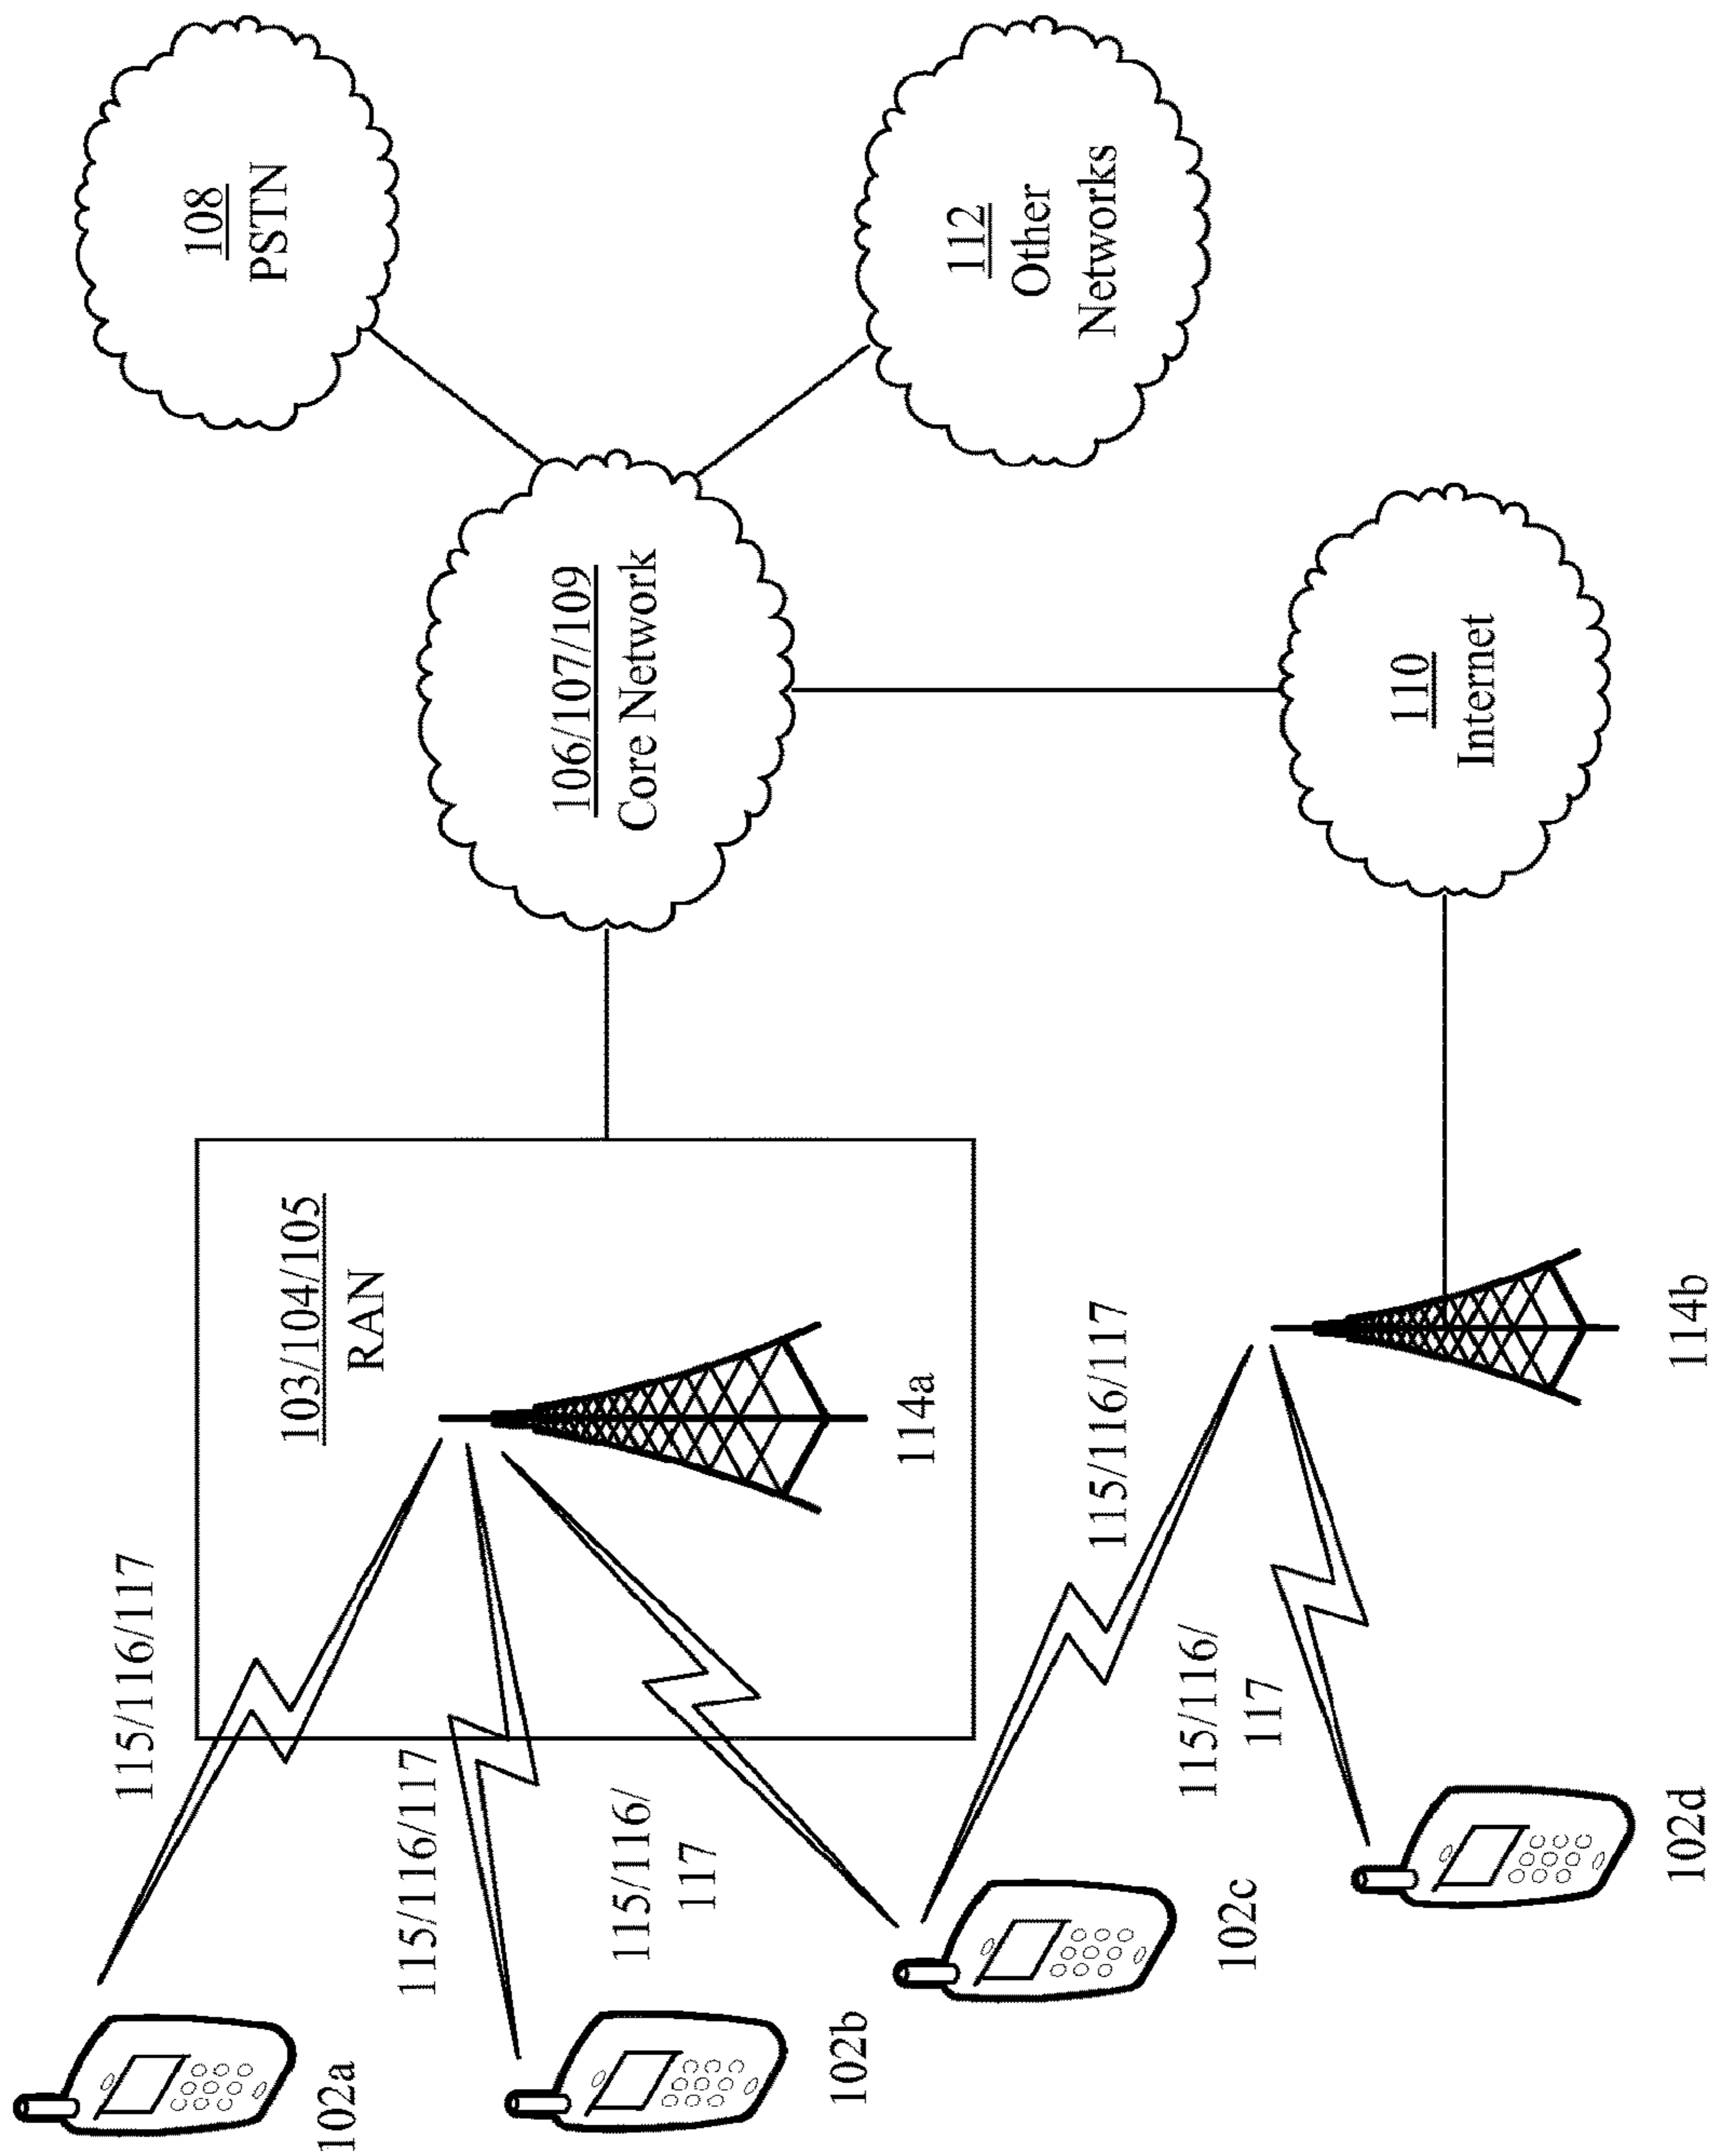 108
PSTN
106/107/109
Core Network
112
Other
Networks
110
Internet
103/104/105
RAN
114a
114b
115/116/117
115/116/117
115/116/
117
115/116/117
115/116/
117
102a
102b
102c
102d